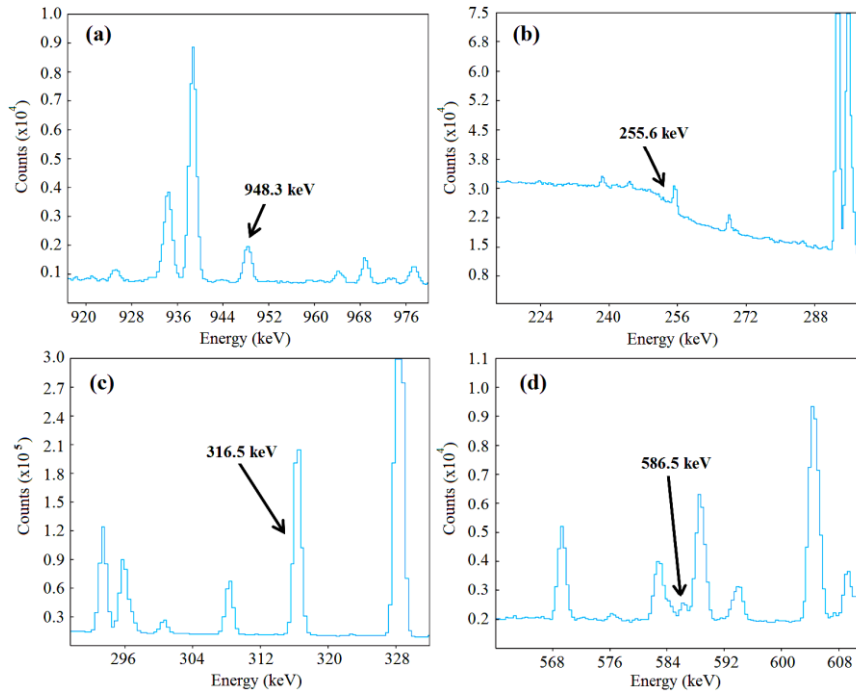 (a)
Counts (x10⁴)
1.0
0.9
0.8
0.7
0.6
0.5
0.4
0.3
0.2
0.1
948.3 keV
920 928 936 944 952 960 968 976
Energy (keV)
(b)
Counts (x10⁴)
7.5
6.7
6.0
5.2
4.5
3.8
3.0
2.2
1.5
0.8
255.6 keV
224 240 256 272 288
Energy (keV)
(c)
Counts (x 10⁵)
3.0
2.7
2.1
1.8
1.5
1.2
0.9
0.6
0.3
316.5 keV
296 304 312 320 328
Energy (keV)
(d)
Counts (x10⁴)
1.1
1.0
0.9
0.8
0.7
0.6
0.5
0.4
0.3
0.2
586.5 keV
568 576 584 592 600 608
Energy (keV)